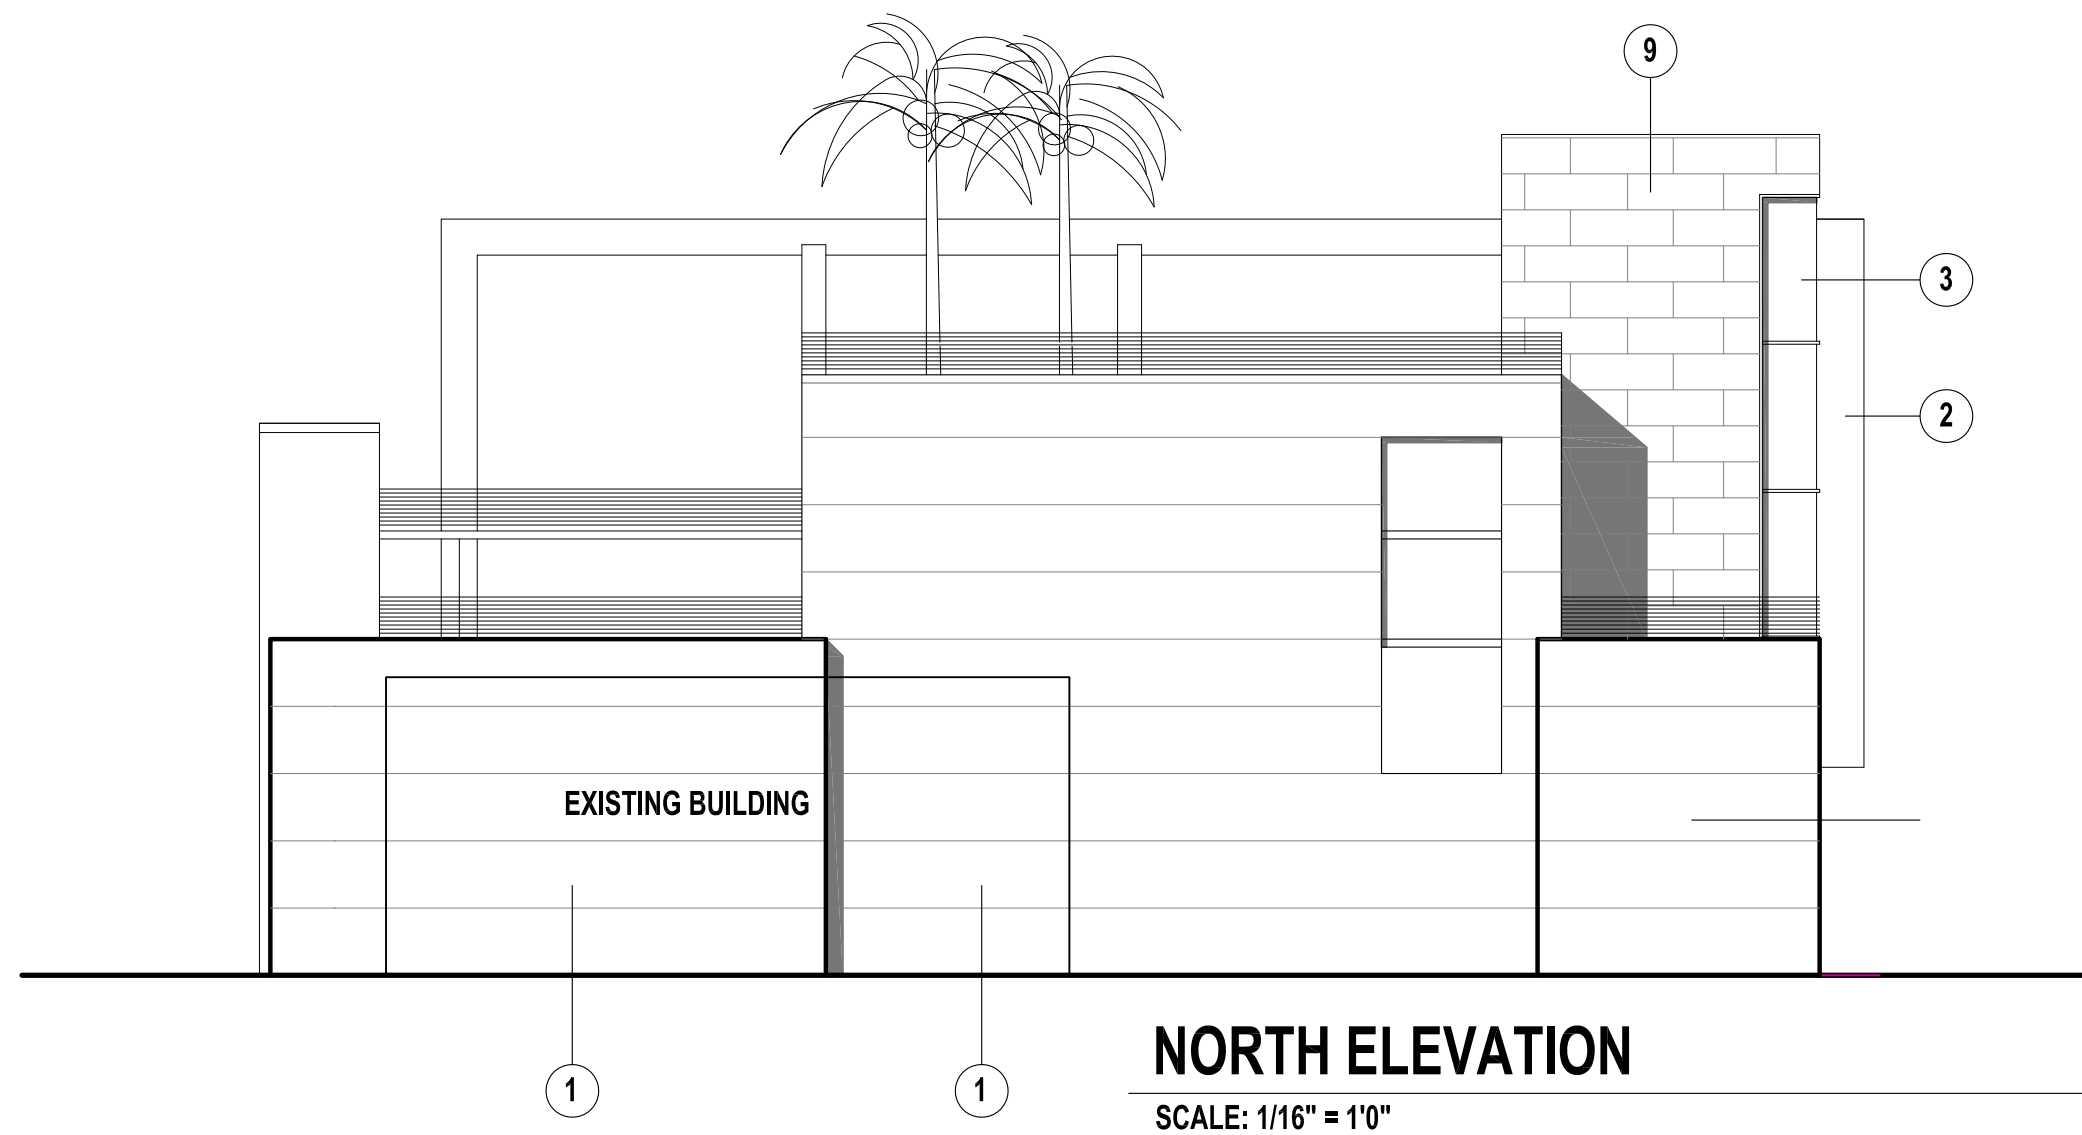 9
3
2
EXISTING BUILDING
1
1
NORTH ELEVATION
SCALE: 1/16" = 1'0"